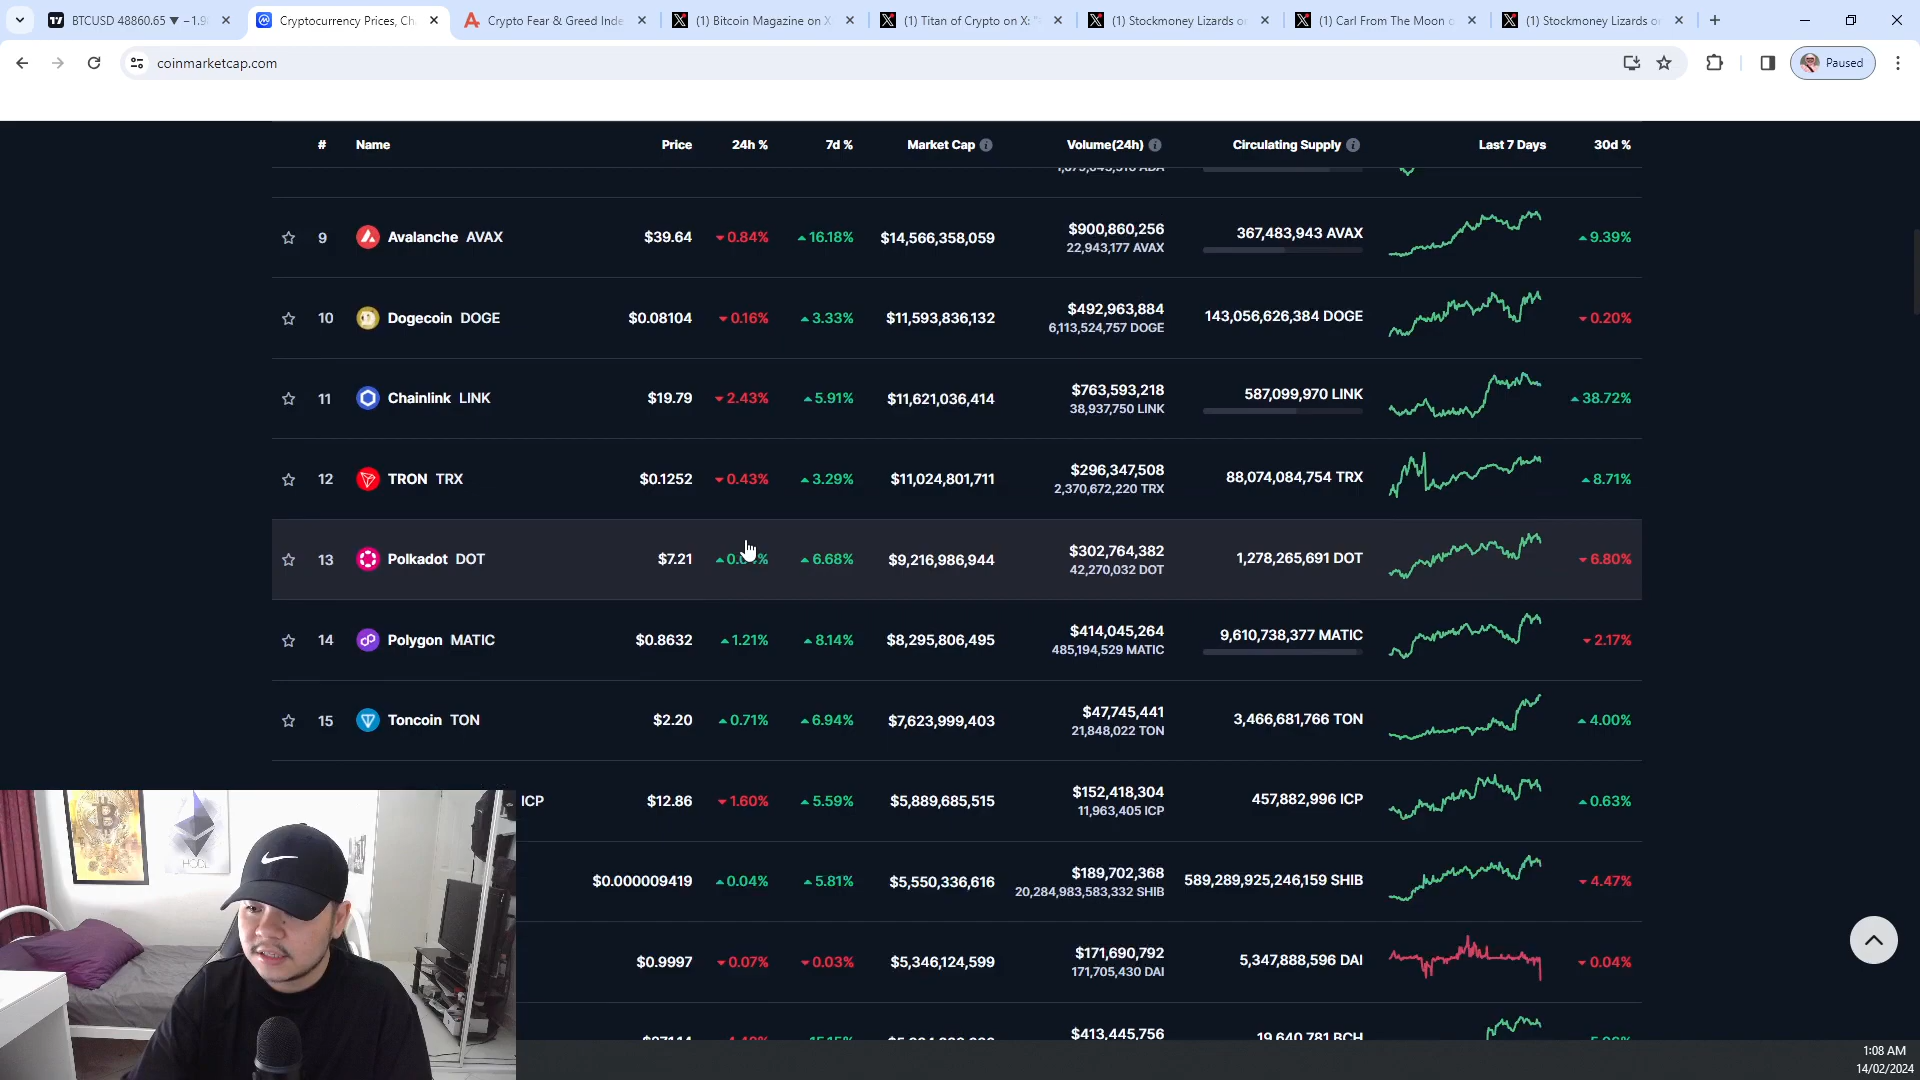 BTCUSD 48860.65 ▼ −1.9
Cryptocurrency Prices, Ch
Crypto Fear & Greed Inde
(1) Bitcoin Magazine on X
(1) Titan of Crypto on X: "
(1) Stockmoney Lizards o
(1) Carl From The Moon o
(1) Stockmoney Lizards o
coinmarketcap.com
Paused
# Name Price 24h % 7d % Market Cap Volume(24h) Circulating Supply Last 7 Days 30d %
9 Avalanche AVAX $39.64 0.84% 16.18% $14,566,358,059 $900,860,256 367,483,943 AVAX 9.39%
22,943,177 AVAX
10 Dogecoin DOGE $0.08104 0.16% 3.33% $11,593,836,132 $492,963,884 143,056,626,384 DOGE 0.20%
6,113,524,757 DOGE
11 Chainlink LINK $19.79 2.43% 5.91% $11,621,036,414 $763,593,218 587,099,970 LINK 38.72%
38,937,750 LINK
12 TRON TRX $0.1252 0.43% 3.29% $11,024,801,711 $296,347,508 88,074,084,754 TRX 8.71%
2,370,672,220 TRX
13 Polkadot DOT $7.21 6.68% $9,216,986,944 $302,764,382 1,278,265,691 DOT 6.80%
42,270,032 DOT
14 Polygon MATIC $0.8632 1.21% 8.14% $8,295,806,495 $414,045,264 9,610,738,377 MATIC 2.17%
485,194,529 MATIC
15 Toncoin TON $2.20 0.71% 6.94% $7,623,999,403 $47,745,441 3,466,681,766 TON 4.00%
21,848,022 TON
ICP $12.86 1.60% 5.59% $5,889,685,515 $152,418,304 457,882,996 ICP 0.63%
11,963,405 ICP
$0.000009419 0.04% 5.81% $5,550,336,616 $189,702,368 589,289,925,246,159 SHIB 4.47%
20,284,983,583,332 SHIB
$0.9997 0.07% 0.03% $5,346,124,599 $171,690,792 5,347,888,596 DAI 0.04%
171,705,430 DAI
$413,445,756 19,640,781 BCH
HODL
1:08 AM
14/02/2024